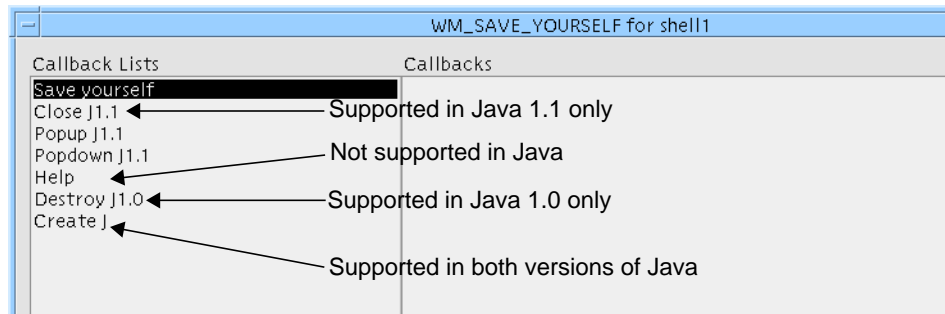 WM_SAVE_YOURSELF for shell1
Callback Lists
Callbacks
Save yourself
Close J1.1
Supported in Java 1.1 only
Popup J1.1
Popdown J1.1
Not supported in Java
Help
Destroy J1.0
Supported in Java 1.0 only
Create J
Supported in both versions of Java